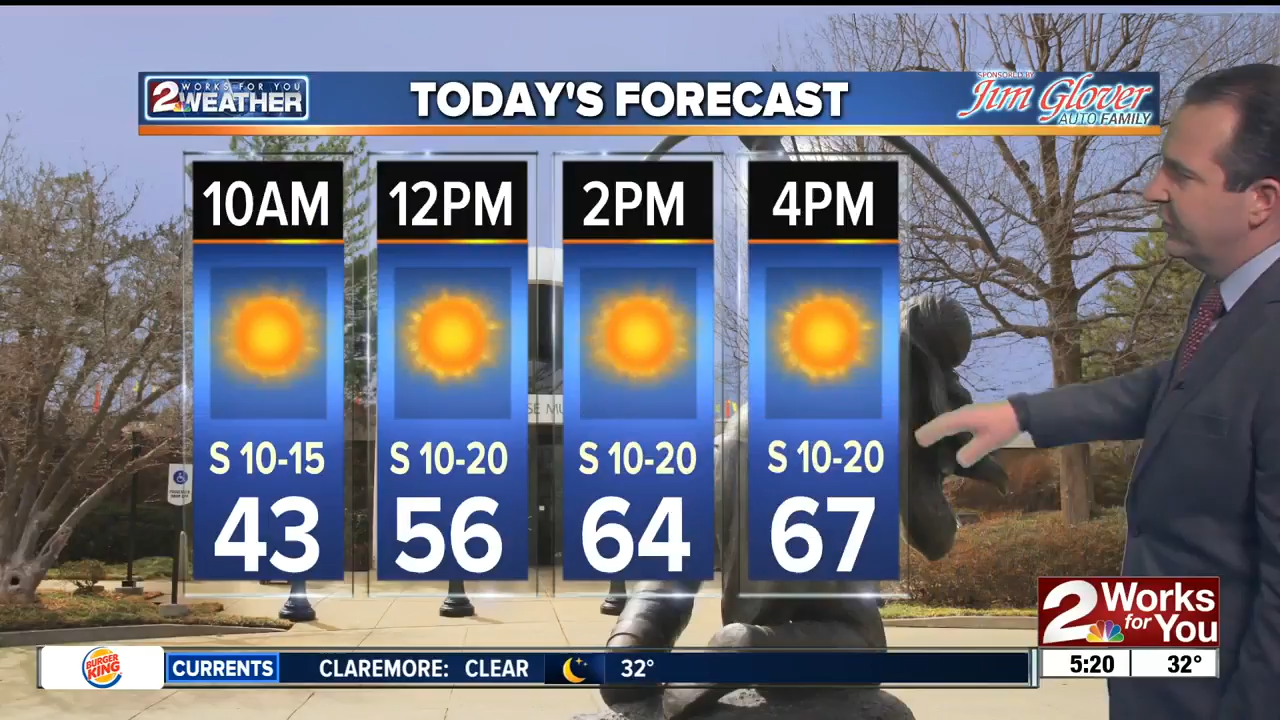 2 WORKS FOR YOU
WEATHER
TODAY'S FORECAST
SPONSORED BY
Jim Glover
AUTO FAMILY
10AM
S 10-15
43
12PM
S 10-20
56
2PM
S 10-20
64
4PM
S 10-20
67
SE MU
2 Works
for You
BURGER
KING
CURRENTS
CLAREMORE: CLEAR 32°
5:20 32°